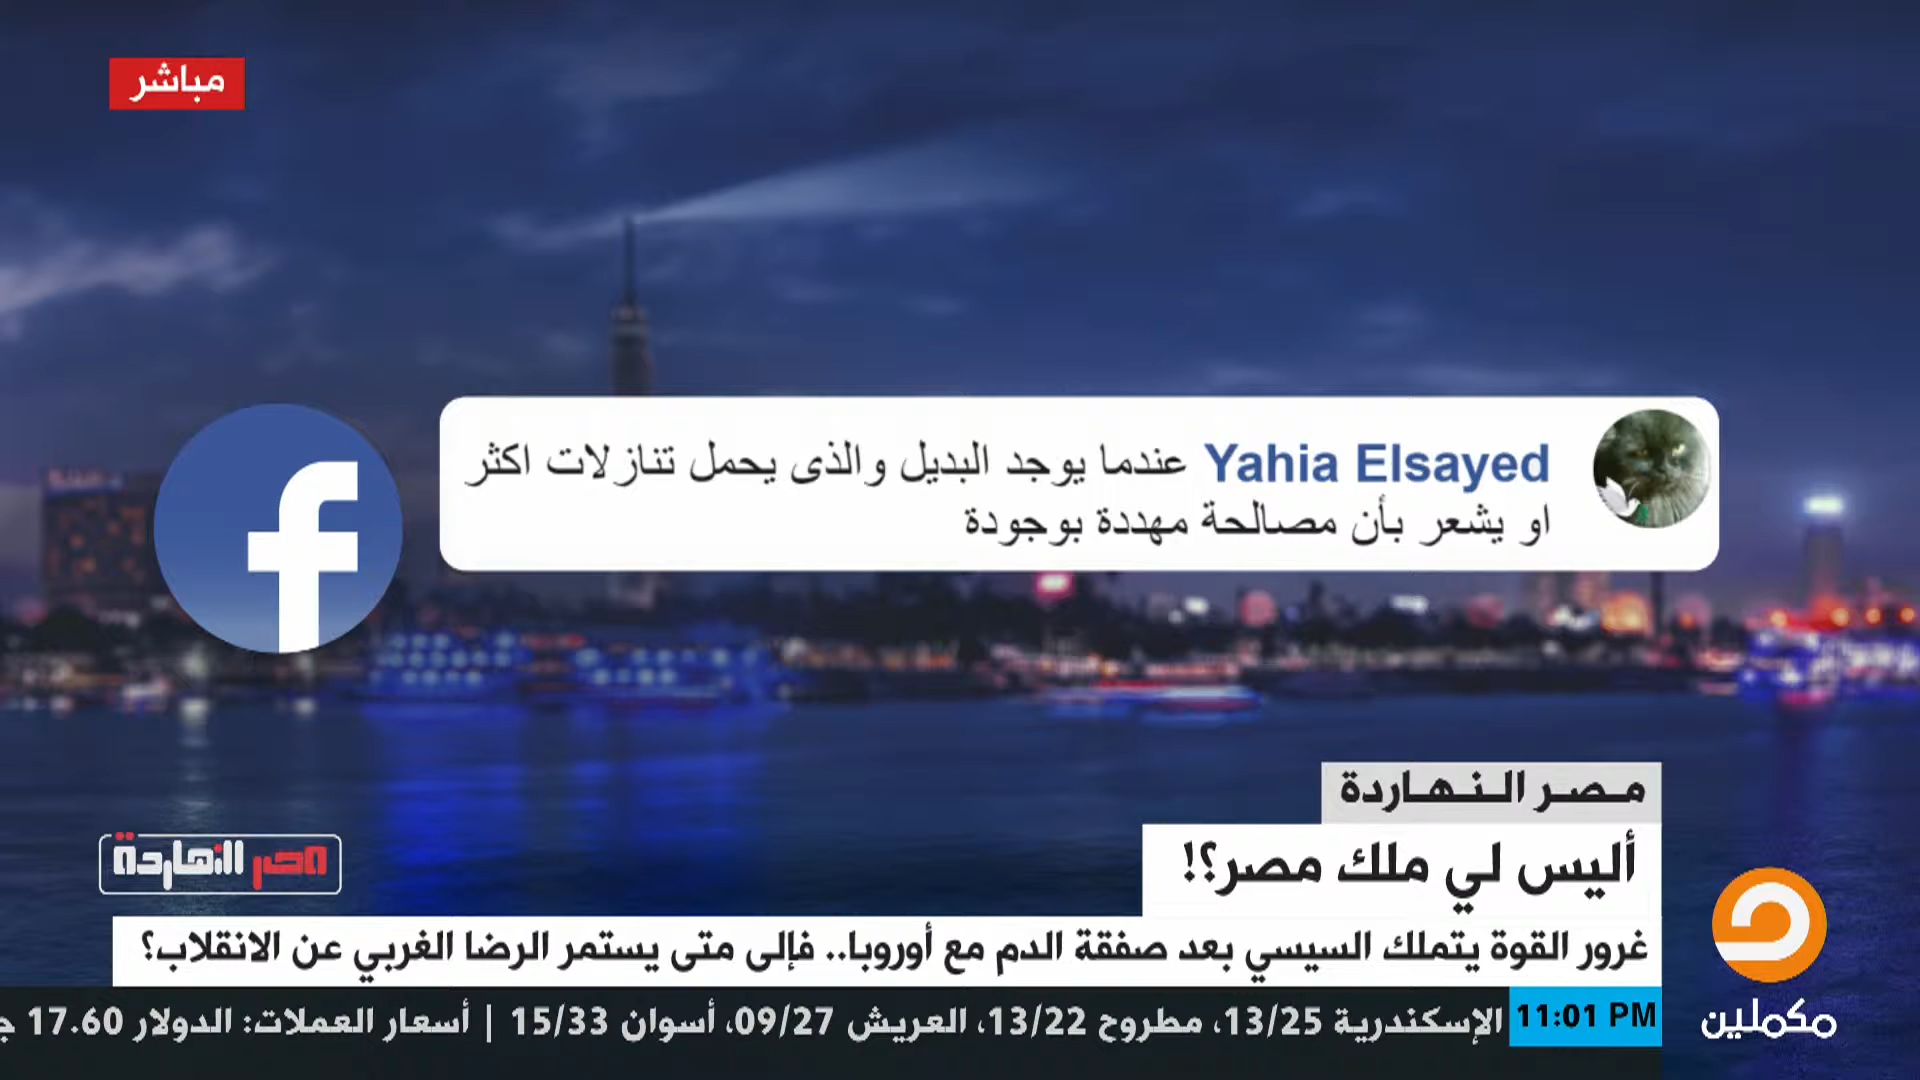 مباشر
Yahia Elsayed عندما يوجد البديل والذى يحمل تنازلات اكثر
او يشعر بأن مصالحة مهددة بوجودة
مصر النهاردة
أليس لي ملك مصر؟!
مصر النهاردة
غرور القوة يتملك السيسي بعد صفقة الدم مع أوروبا.. فإلى متى يستمر الرضا الغربي عن الانقلاب؟
11:01 PM
الإسكندرية 13/25، مطروح 13/22، العريش 09/27، أسوان 15/33 | أسعار العملات: الدولار 17.60 ج
مكملين